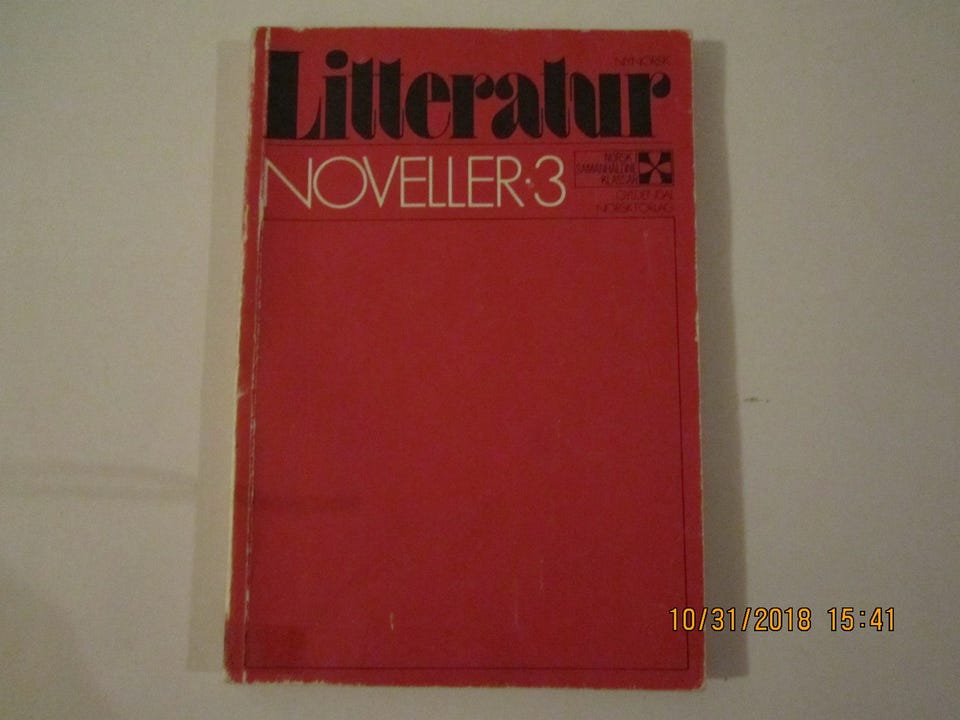 NYNORSK
Litteratur
NOVELLER·3
NORSK I
SAMANHALDNE
KLASSAR
GYLDENDAL
NORSK FORLAG
10/31/2018 15:41